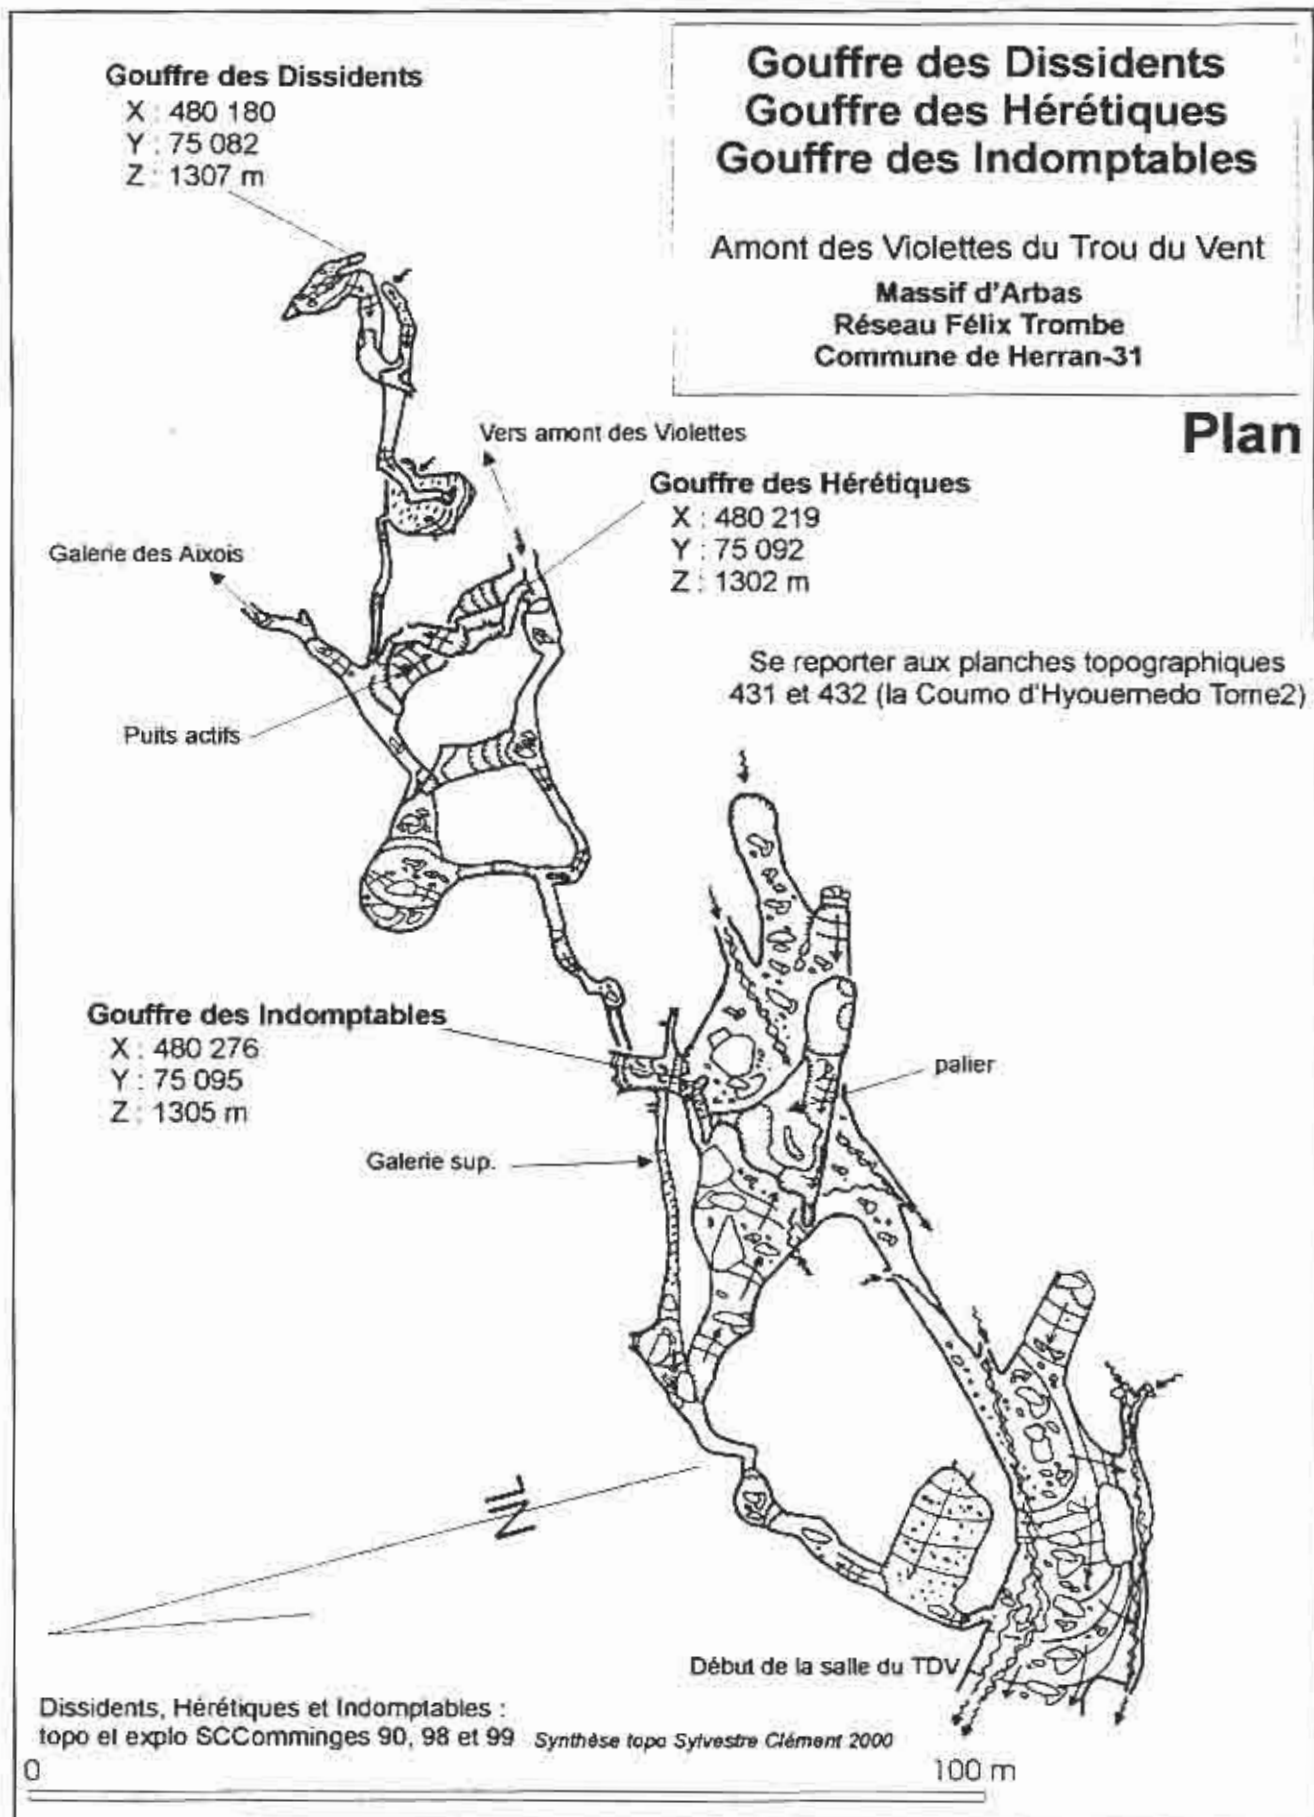 Gouffre des Dissidents
Gouffre des Hérétiques
Gouffre des Indomptables
Amont des Violettes du Trou du Vent
Massif d'Arbas
Réseau Félix Trombe
Commune de Herran-31
Plan
Gouffre des Dissidents
X : 480 180
Y : 75 082
Z : 1307 m
Vers amont des Violettes
Gouffre des Hérétiques
X : 480 219
Y : 75 092
Z : 1302 m
Galerie des Aixois
Se reporter aux planches topographiques
431 et 432 (la Coumo d'Hyouernedo Tome2)
Puits actifs
Gouffre des Indomptables
X : 480 276
Y : 75 095
Z : 1305 m
palier
Galerie sup.
N
Début de la salle du TDV
Dissidents, Hérétiques et Indomptables :
topo et explo SCComminges 90, 98 et 99 Synthèse topo Sylvestre Clément 2000
0 100 m